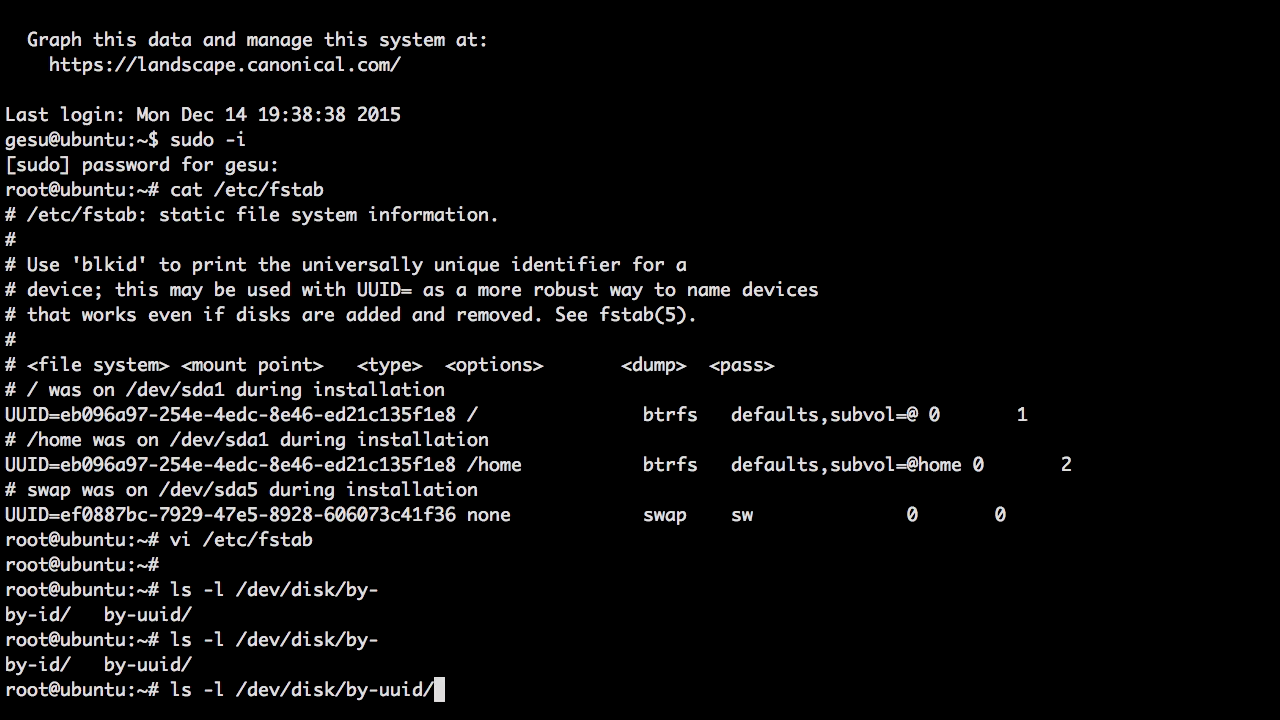 Graph this data and manage this system at:
https://landscape.canonical.com/
Last login: Mon Dec 14 19:38:38 2015
gesu@ubuntu:~$ sudo -i
[sudo] password for gesu:
root@ubuntu:~# cat /etc/fstab
# /etc/fstab: static file system information.
#
# Use 'blkid' to print the universally unique identifier for a
# device; this may be used with UUID= as a more robust way to name devices
# that works even if disks are added and removed. See fstab(5).
#
# <file system> <mount point>   <type>  <options>       <dump>  <pass>
# / was on /dev/sda1 during installation
UUID=eb096a97-254e-4edc-8e46-ed21c135f1e8 /               btrfs   defaults,subvol=@ 0       1
# /home was on /dev/sda1 during installation
UUID=eb096a97-254e-4edc-8e46-ed21c135f1e8 /home           btrfs   defaults,subvol=@home 0       2
# swap was on /dev/sda5 during installation
UUID=ef0887bc-7929-47e5-8928-606073c41f36 none            swap    sw              0       0
root@ubuntu:~# vi /etc/fstab
root@ubuntu:~#
root@ubuntu:~# ls -l /dev/disk/by-
by-id/   by-uuid/
root@ubuntu:~# ls -l /dev/disk/by-
by-id/   by-uuid/
root@ubuntu:~# ls -l /dev/disk/by-uuid/